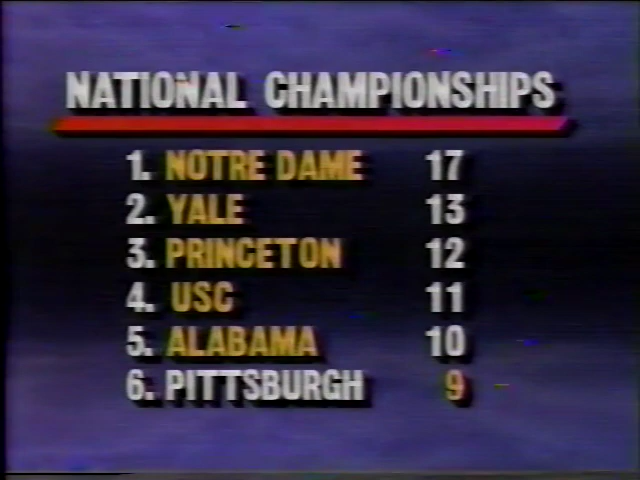 NATIONAL CHAMPIONSHIPS
1. NOTRE DAME 17
2. YALE 13
3. PRINCETON 12
4. USC 11
5. ALABAMA 10
6. PITTSBURGH 9